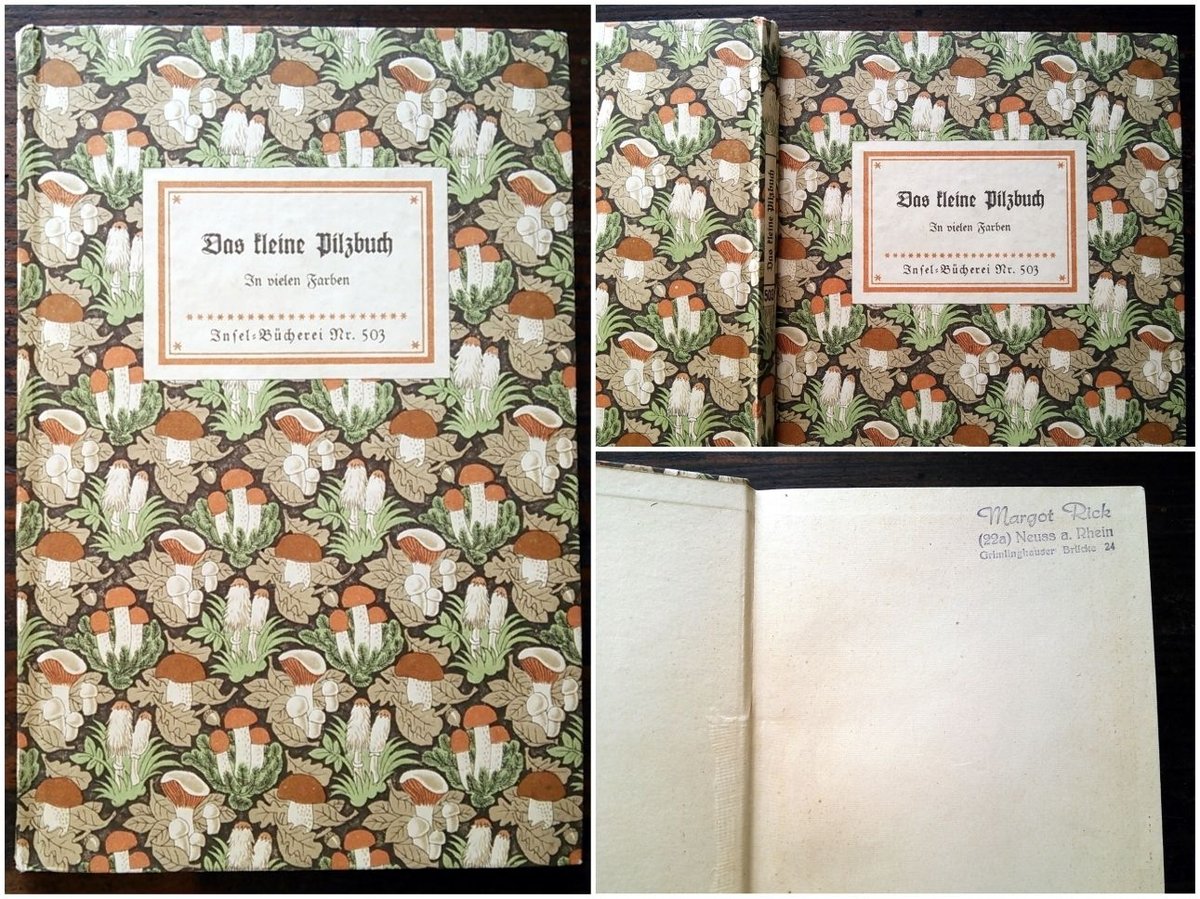 Das kleine Pilzbuch
In vielen Farben
Insel=Bücherei Nr. 503
Das kleine Pilzbuch
503
Das kleine Pilzbuch
In vielen Farben
Insel=Bücherei Nr. 503
Margot Rick
(22a) Neuss a. Rhein
Grimlinghauser Brücke 24